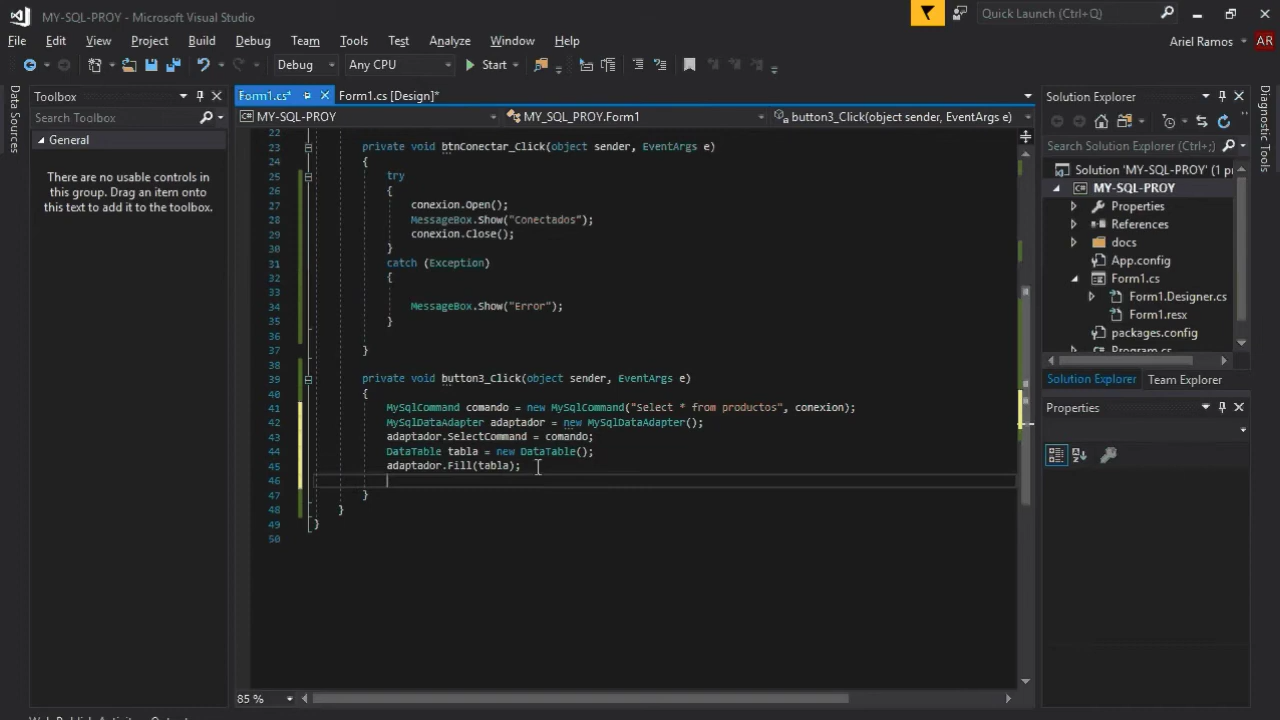 MY-SQL-PROY - Microsoft Visual Studio
Quick Launch (Ctrl+Q)
File Edit View Project Build Debug Team Tools Test Analyze Window Help
Ariel Ramos AR
Debug Any CPU Start
Data Sources
Toolbox
Search Toolbox
General
There are no usable controls in
this group. Drag an item onto
this text to add it to the toolbox.
Form1.cs* Form1.cs [Design]*
MY-SQL-PROY MY_SQL_PROY.Form1 button3_Click(object sender, EventArgs e)
22
23 private void btnConectar_Click(object sender, EventArgs e)
24 {
25 try
26 {
27 conexion.Open();
28 MessageBox.Show("Conectados");
29 conexion.Close();
30 }
31 catch (Exception)
32 {
33
34 MessageBox.Show("Error");
35 }
36
37 }
38
39 private void button3_Click(object sender, EventArgs e)
40 {
41 MySqlCommand comando = new MySqlCommand("Select * from productos", conexion);
42 MySqlDataAdapter adaptador = new MySqlDataAdapter();
43 adaptador.SelectCommand = comando;
44 DataTable tabla = new DataTable();
45 adaptador.Fill(tabla);
46
47 }
48 }
49 }
50
85 %
Solution Explorer
Search Solution Explorer (Ctrl+;)
Solution 'MY-SQL-PROY' (1 pr
MY-SQL-PROY
Properties
References
docs
App.config
Form1.cs
Form1.Designer.cs
Form1.resx
packages.config
Program.cs
Solution Explorer Team Explorer
Properties
Diagnostic Tools
Web Publish Activity Output